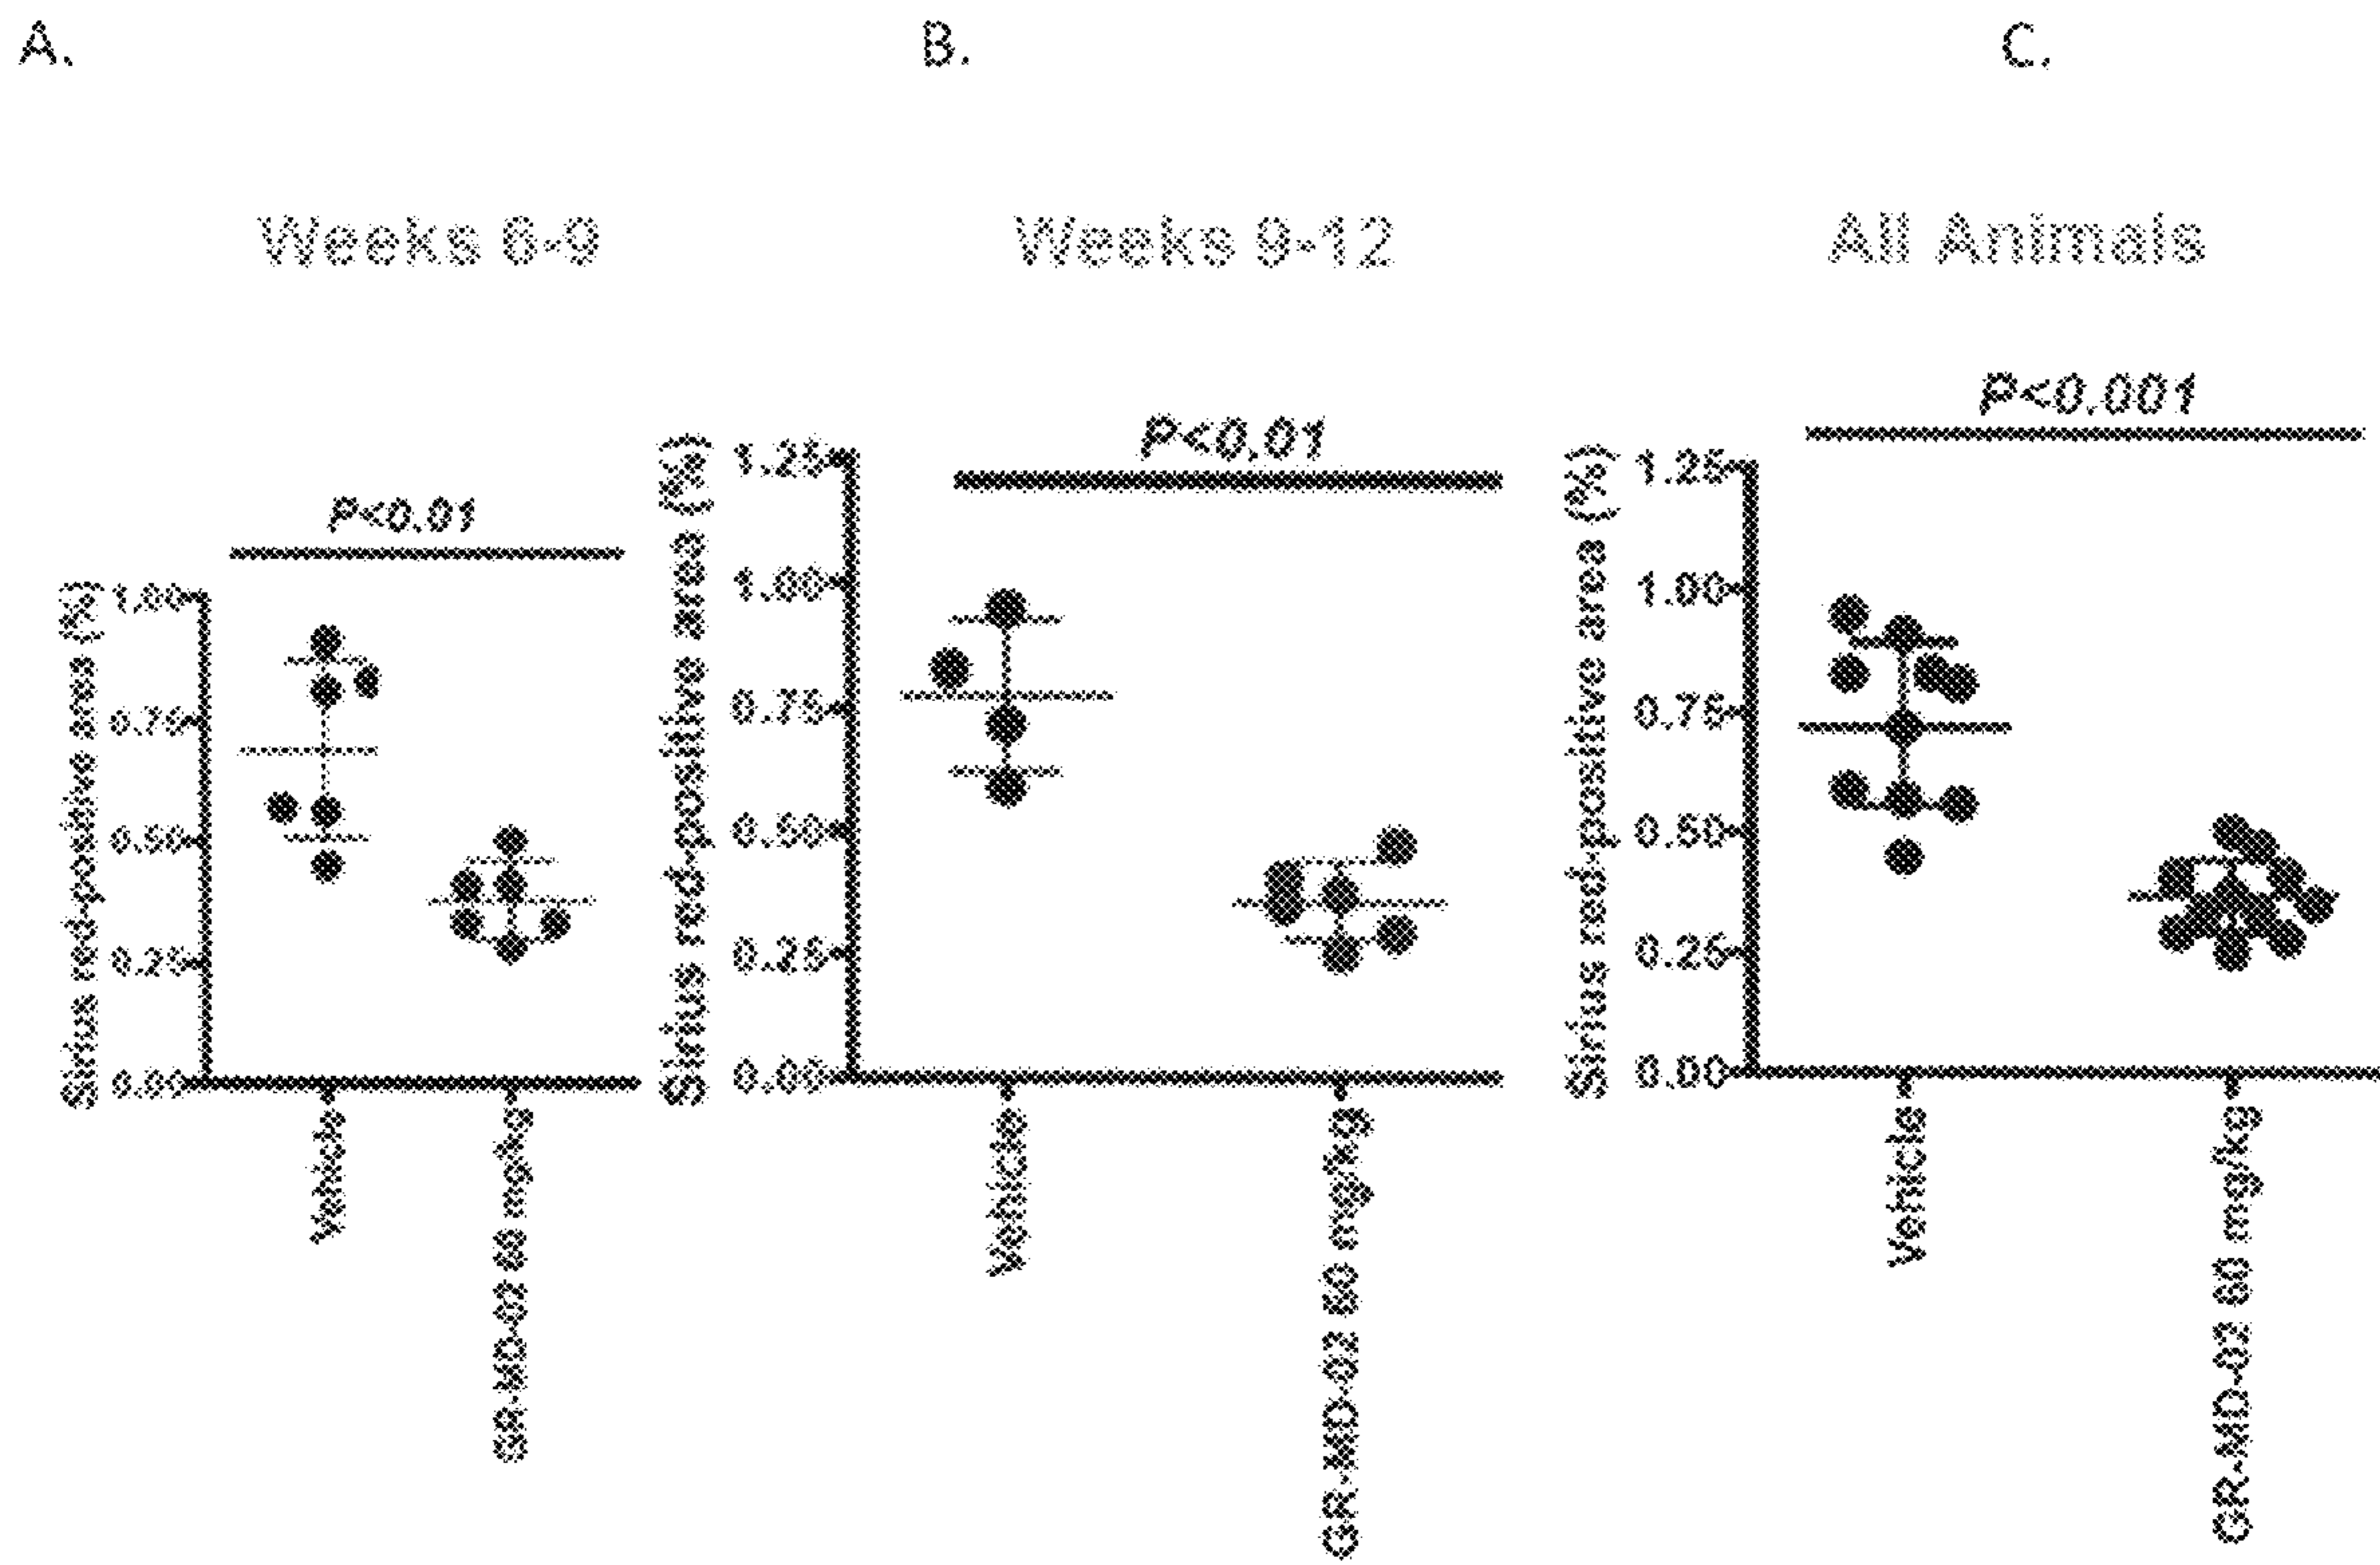 A.
B.
C.
Weeks 6-9
Weeks 9-12
All Animals
P<0.01
P<0.01
P<0.001
Sirius red-positive area (%)
1.00
0.75
0.50
0.25
0.00
Vehicle
GR-MD-02 60 mg/kg
Sirius red-positive area (%)
1.25
1.00
0.75
0.50
0.25
0.00
Vehicle
GR-MD-02 60 mg/kg
Sirius red-positive area (%)
1.25
1.00
0.75
0.50
0.25
0.00
Vehicle
GR-MD-02 60 mg/kg